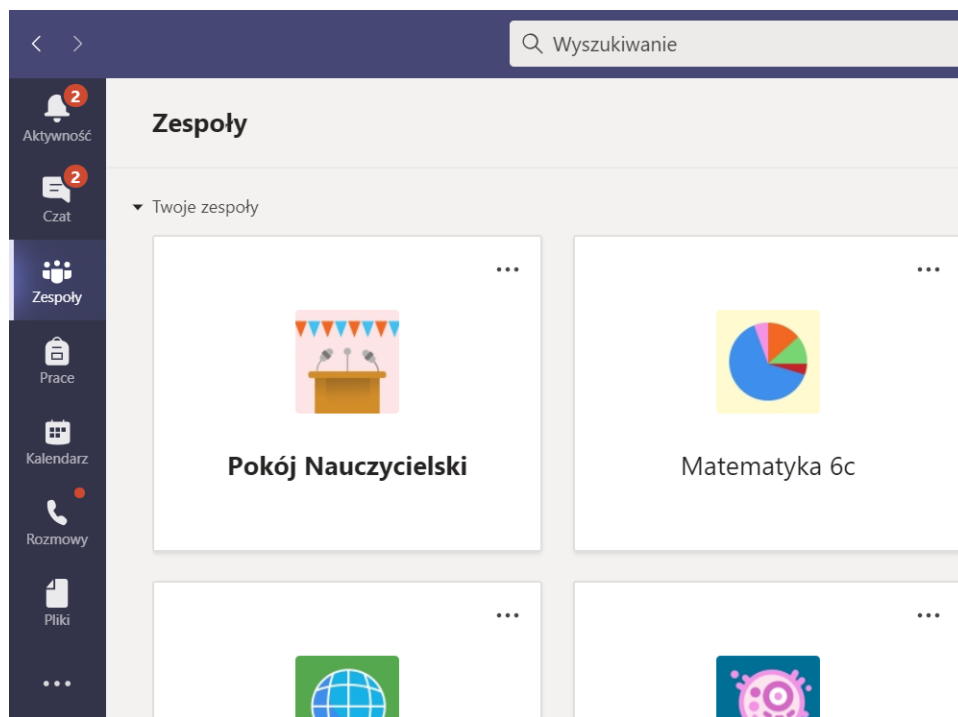 Wyszukiwanie
2
Aktywność
Zespoły
2
Czat
Twoje zespoły
Zespoły
Prace
Kalendarz
Pokój Nauczycielski
Matematyka 6c
Rozmowy
Pliki